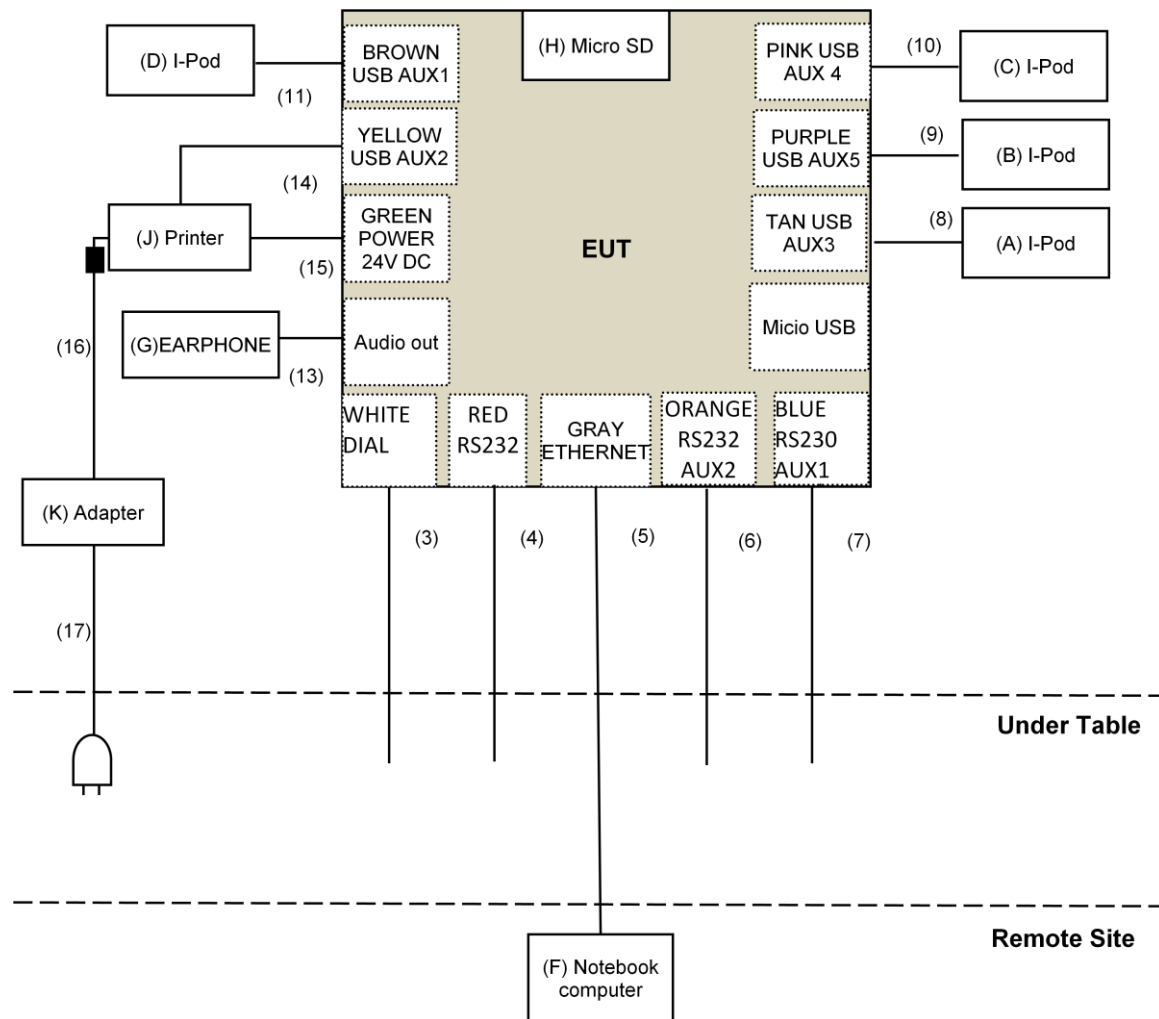 (D) I-Pod
(11)
BROWN
USB AUX1
(H) Micro SD
PINK USB
AUX 4
(10)
(C) I-Pod
YELLOW
USB AUX2
(14)
PURPLE
USB AUX5
(9)
(B) I-Pod
(J) Printer
GREEN
POWER
24V DC
(15)
EUT
TAN USB
AUX3
(8)
(A) I-Pod
(16)
(G)EARPHONE
(13)
Audio out
Micio USB
WHITE
DIAL
RED
RS232
GRAY
ETHERNET
ORANGE
RS232
AUX2
BLUE
RS230
AUX1
(K) Adapter
(3)
(4)
(5)
(6)
(7)
(17)
Under Table
Remote Site
(F) Notebook
computer